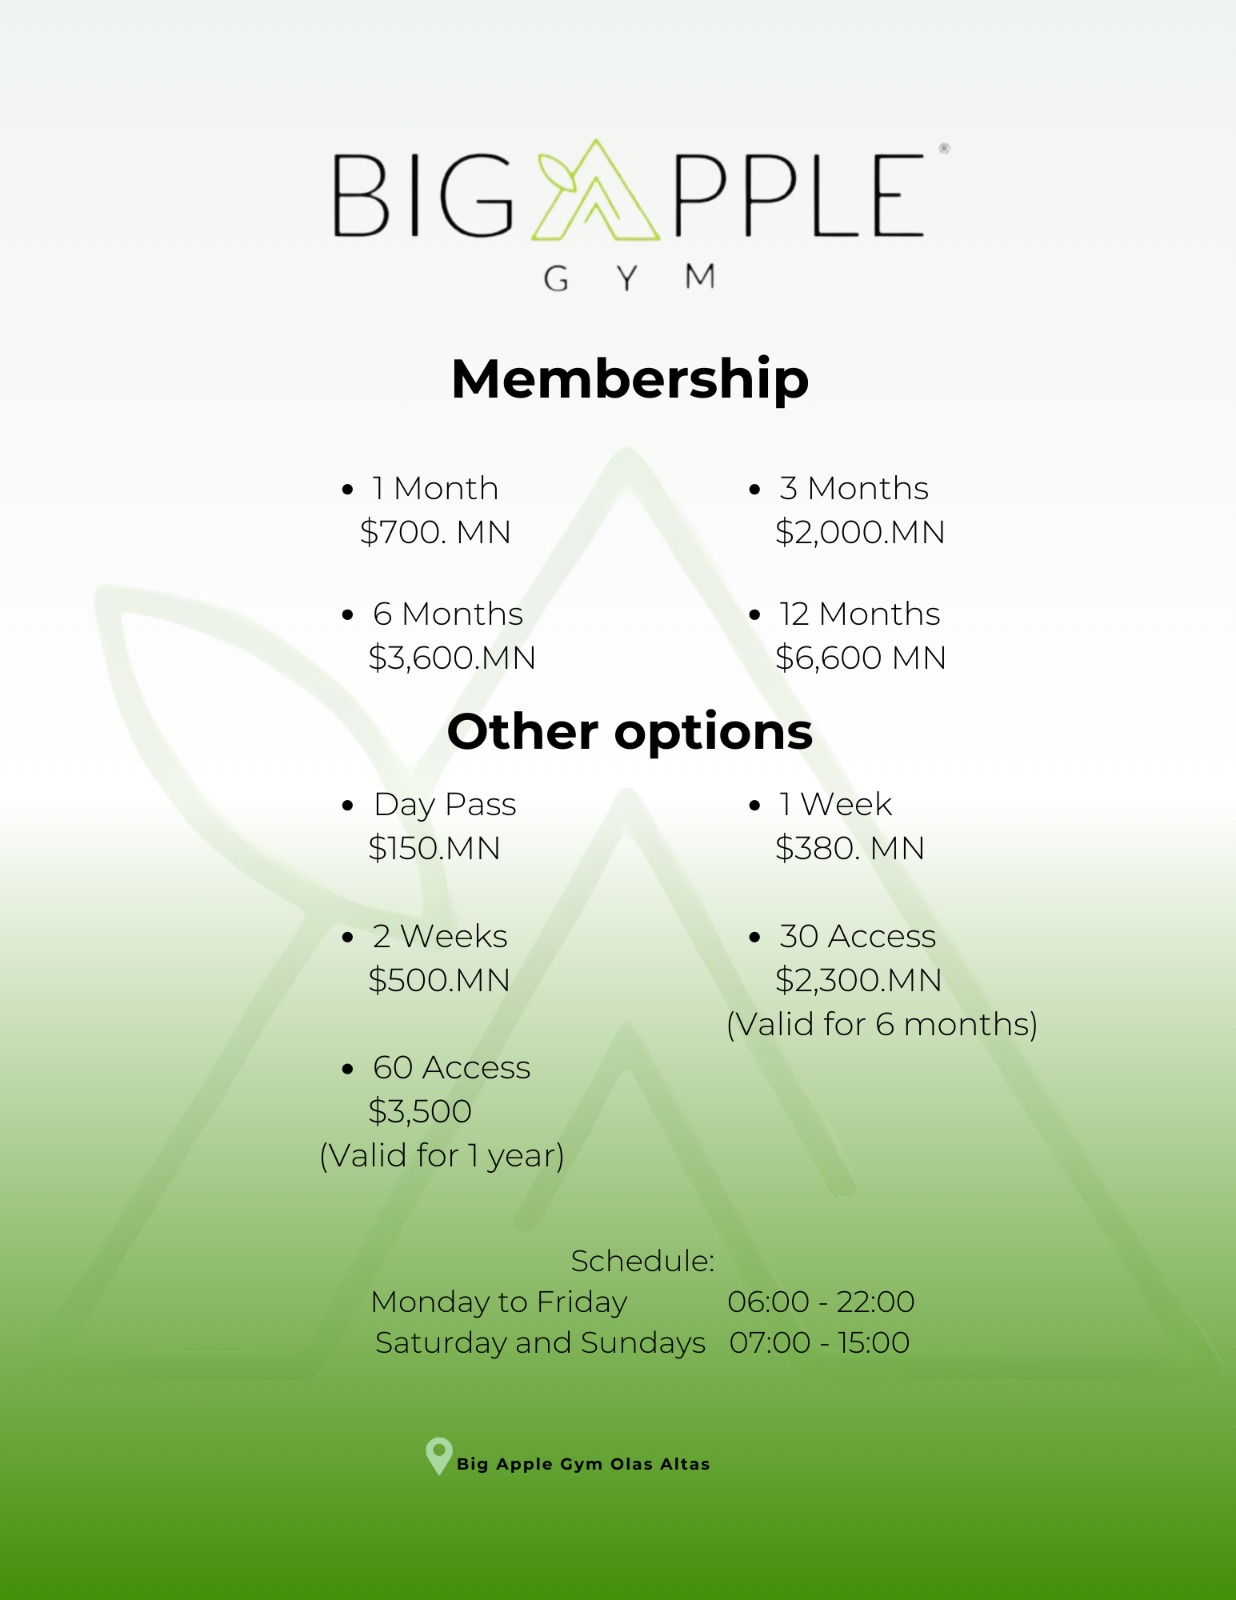 BIG APPLE ®
GYM
Membership
• 1 Month
$700. MN
• 3 Months
$2,000.MN
• 6 Months
$3,600.MN
• 12 Months
$6,600 MN
Other options
• Day Pass
$150.MN
• 1 Week
$380. MN
• 2 Weeks
$500.MN
• 30 Access
$2,300.MN
(Valid for 6 months)
• 60 Access
$3,500
(Valid for 1 year)
Schedule:
Monday to Friday 06:00 - 22:00
Saturday and Sundays 07:00 - 15:00
Big Apple Gym Olas Altas